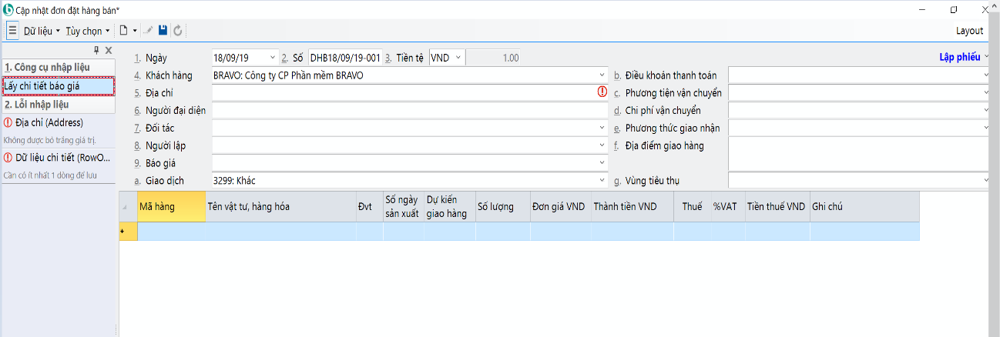 Cập nhật đơn đặt hàng bán*
Dữ liệu Tùy chọn Layout
1. Công cụ nhập liệu
Lấy chi tiết báo giá
2. Lỗi nhập liệu
Địa chỉ (Address)
Không được bỏ trắng giá trị.
Dữ liệu chi tiết (RowO...
Cần có ít nhất 1 dòng để lưu
1. Ngày 18/09/19 2. Số DHB18/09/19-001 3. Tiền tệ VND 1.00 Lập phiếu
4. Khách hàng BRAVO: Công ty CP Phần mềm BRAVO b. Điều khoản thanh toán
5. Địa chỉ c. Phương tiện vận chuyển
6. Người đại diện d. Chi phí vận chuyển
7. Đối tác e. Phương thức giao nhận
8. Người lập f. Địa điểm giao hàng
9. Báo giá
a. Giao dịch 3299: Khác g. Vùng tiêu thụ
Mã hàng Tên vật tư, hàng hóa Đvt Số ngày sản xuất Dự kiến giao hàng Số lượng Đơn giá VND Thành tiền VND Thuế %VAT Tiền thuế VND Ghi chú